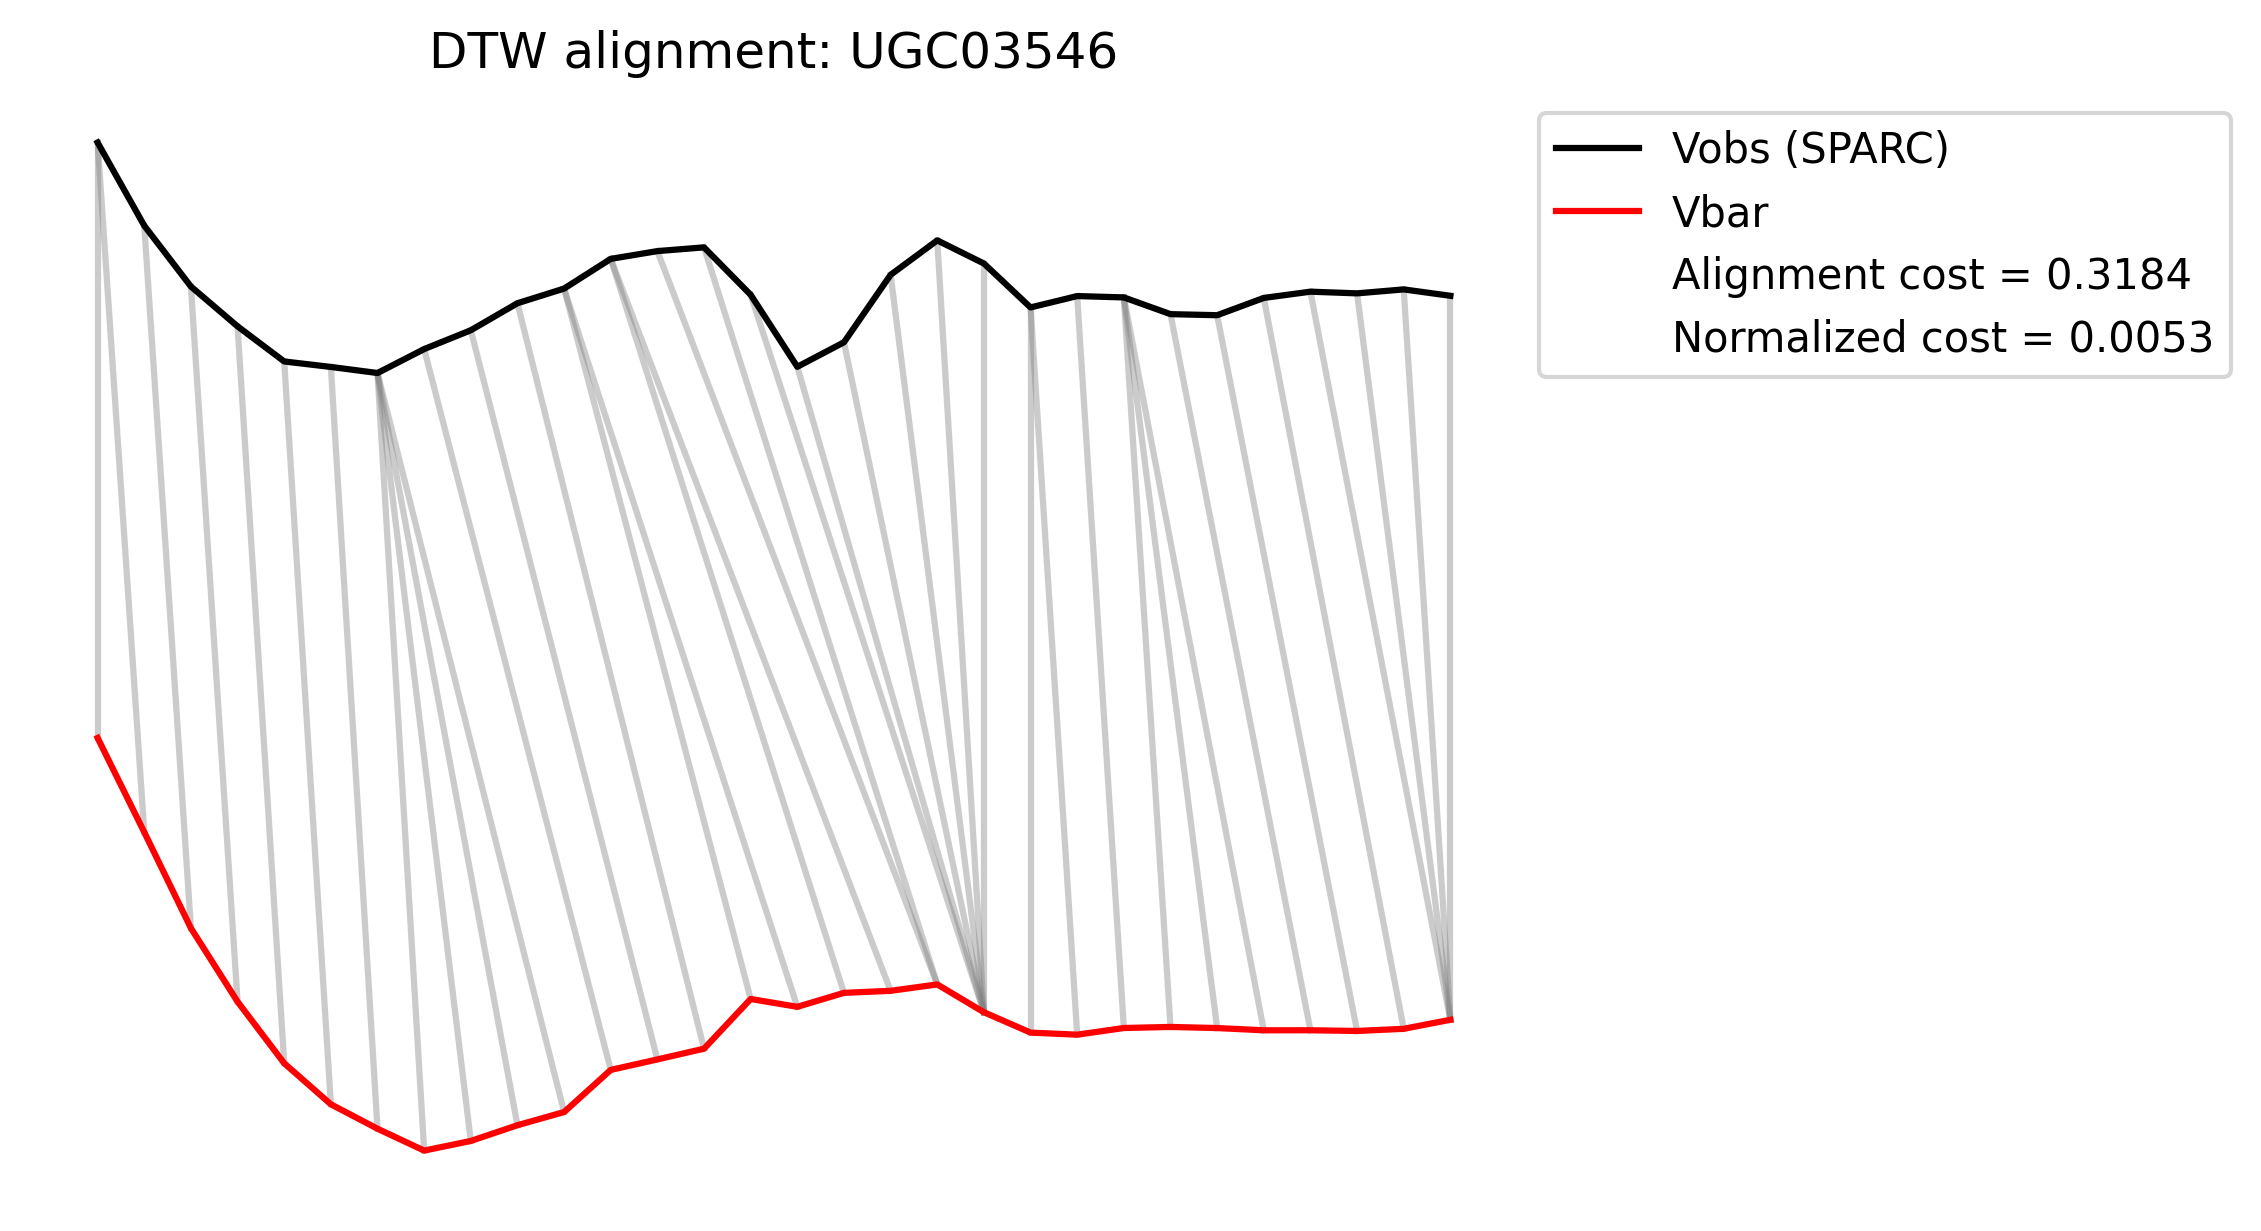 DTW alignment: UGC03546
Vobs (SPARC)
Vbar
Alignment cost = 0.3184
Normalized cost = 0.0053